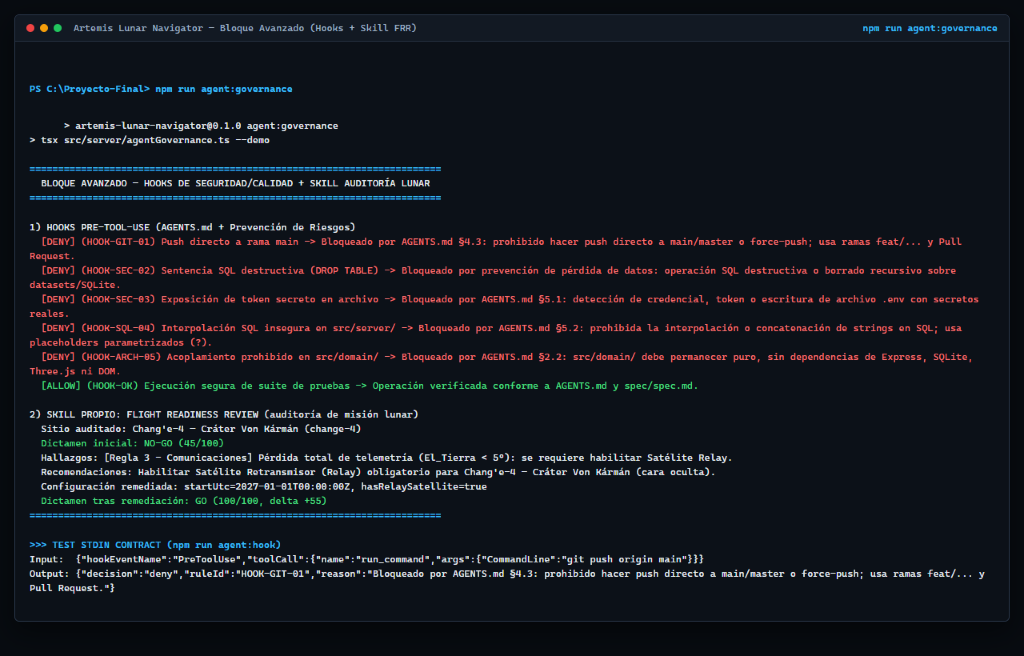 Artemis Lunar Navigator — Bloque Avanzado (Hooks + Skill FRR)
npm run agent:governance
PS C:\Proyecto-Final> npm run agent:governance
> artemis-lunar-navigator@0.1.0 agent:governance
> tsx src/server/agentGovernance.ts --demo
========================================================================
BLOQUE AVANZADO — HOOKS DE SEGURIDAD/CALIDAD + SKILL AUDITORÍA LUNAR
========================================================================
1) HOOKS PRE-TOOL-USE (AGENTS.md + Prevención de Riesgos)
[DENY] (HOOK-GIT-01) Push directo a rama main -> Bloqueado por AGENTS.md §4.3: prohibido hacer push directo a main/master o force-push; usa ramas feat/... y Pull
Request.
[DENY] (HOOK-SEC-02) Sentencia SQL destructiva (DROP TABLE) -> Bloqueado por prevención de pérdida de datos: operación SQL destructiva o borrado recursivo sobre
datasets/SQLite.
[DENY] (HOOK-SEC-03) Exposición de token secreto en archivo -> Bloqueado por AGENTS.md §5.1: detección de credencial, token o escritura de archivo .env con secretos
reales.
[DENY] (HOOK-SQL-04) Interpolación SQL insegura en src/server/ -> Bloqueado por AGENTS.md §5.2: prohibida la interpolación o concatenación de strings en SQL; usa
placeholders parametrizados (?).
[DENY] (HOOK-ARCH-05) Acoplamiento prohibido en src/domain/ -> Bloqueado por AGENTS.md §2.2: src/domain/ debe permanecer puro, sin dependencias de Express, SQLite,
Three.js ni DOM.
[ALLOW] (HOOK-OK) Ejecución segura de suite de pruebas -> Operación verificada conforme a AGENTS.md y spec/spec.md.
2) SKILL PROPIO: FLIGHT READINESS REVIEW (auditoría de misión lunar)
Sitio auditado: Chang'e-4 — Cráter Von Kármán (change-4)
Dictamen inicial: NO-GO (45/100)
Hallazgos: [Regla 3 - Comunicaciones] Pérdida total de telemetría (El_Tierra < 5º): se requiere habilitar Satélite Relay.
Recomendaciones: Habilitar Satélite Retransmisor (Relay) obligatorio para Chang'e-4 — Cráter Von Kármán (cara oculta).
Configuración remediada: startUtc=2027-01-01T00:00:00Z, hasRelaySatellite=true
Dictamen tras remediación: GO (100/100, delta +55)
========================================================================
>>> TEST STDIN CONTRACT (npm run agent:hook)
Input:  {"hookEventName":"PreToolUse","toolCall":{"name":"run_command","args":{"CommandLine":"git push origin main"}}}
Output: {"decision":"deny","ruleId":"HOOK-GIT-01","reason":"Bloqueado por AGENTS.md §4.3: prohibido hacer push directo a main/master o force-push; usa ramas feat/... y
Pull Request."}